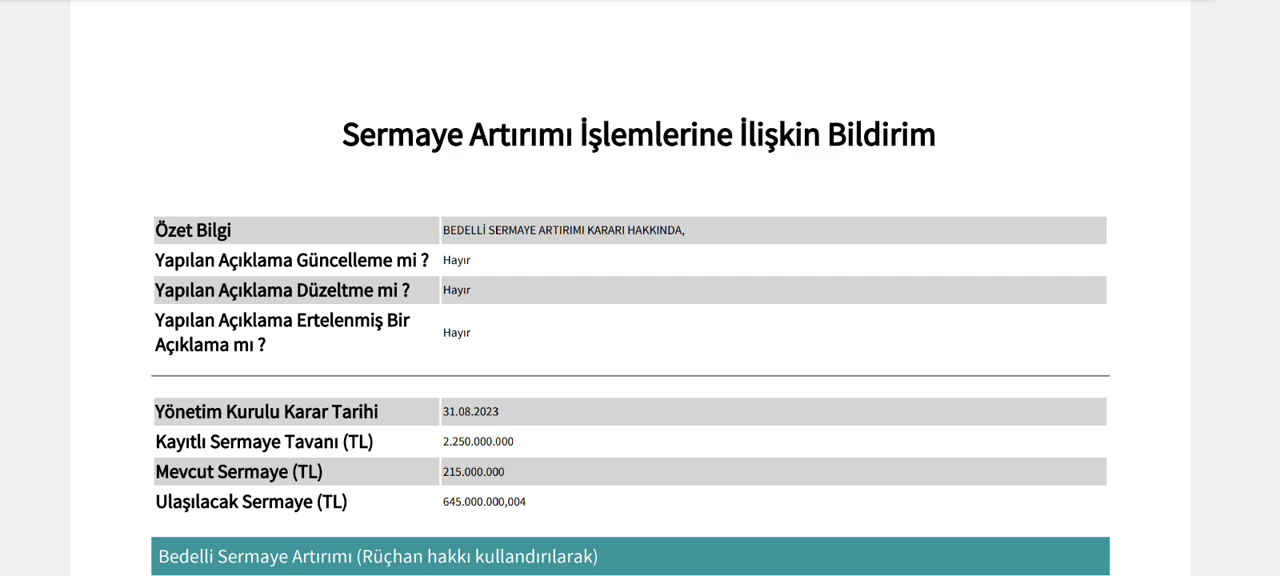 Sermaye Artırımı İşlemlerine İlişkin Bildirim
Özet Bilgi BEDELLİ SERMAYE ARTIRIMI KARARI HAKKINDA,
Yapılan Açıklama Güncelleme mi ? Hayır
Yapılan Açıklama Düzeltme mi ? Hayır
Yapılan Açıklama Ertelenmiş Bir
Açıklama mı ? Hayır
Yönetim Kurulu Karar Tarihi 31.08.2023
Kayıtlı Sermaye Tavanı (TL) 2.250.000.000
Mevcut Sermaye (TL) 215.000.000
Ulaşılacak Sermaye (TL) 645.000.000,004
Bedelli Sermaye Artırımı (Rüçhan hakkı kullandırılarak)